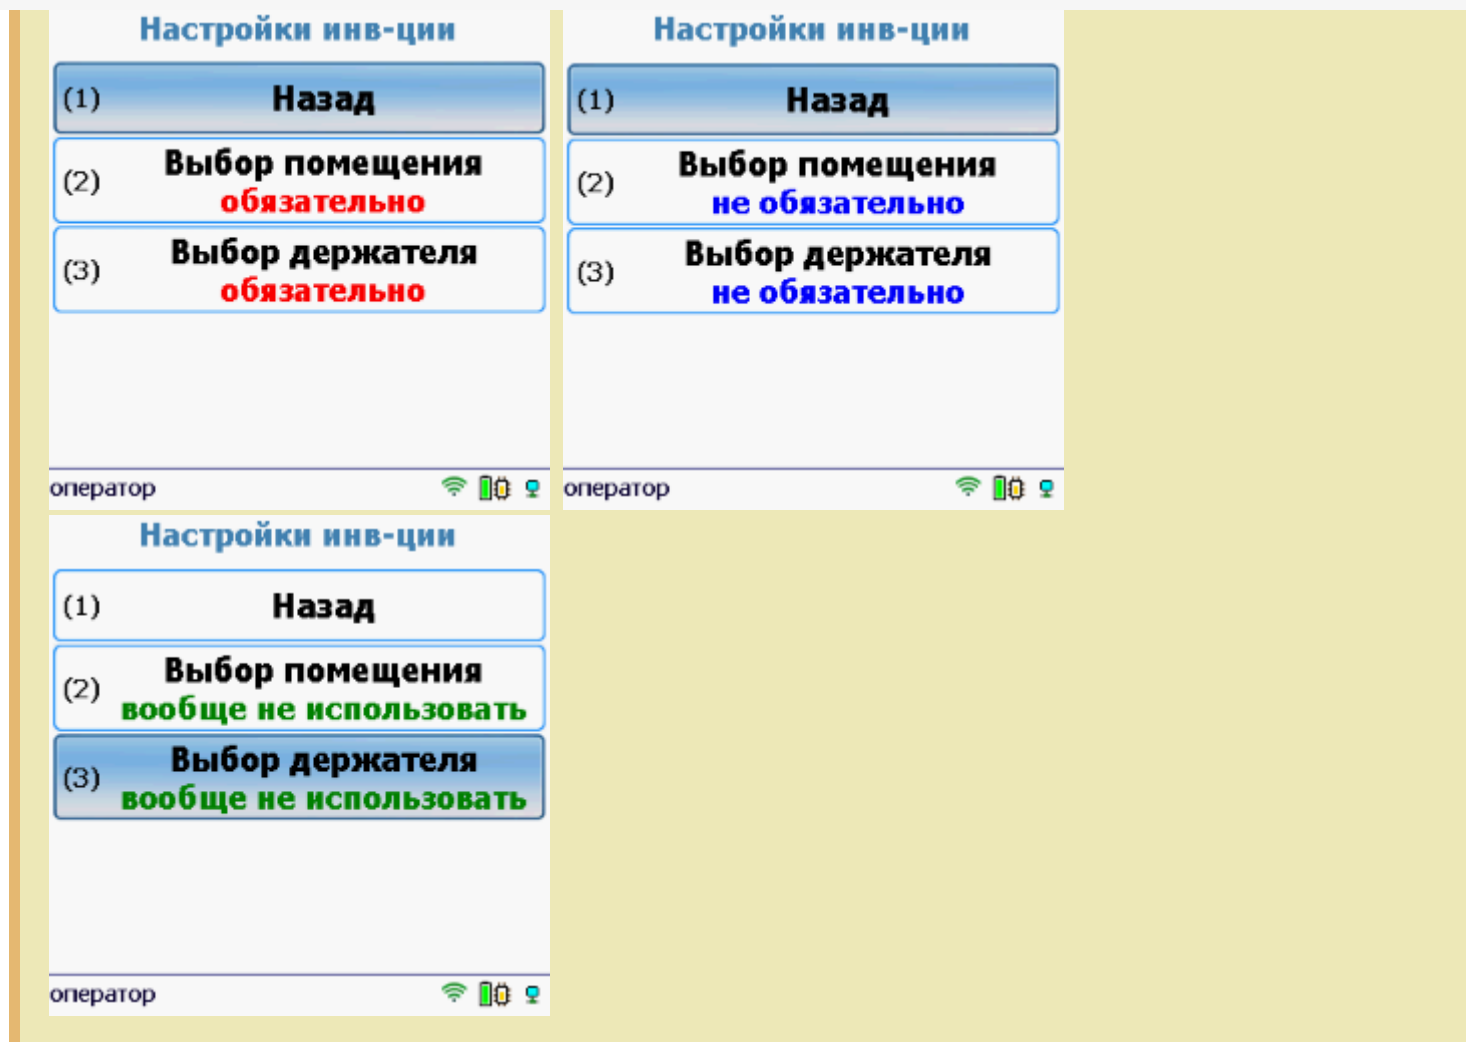 Настройки инв-ции
(1) Назад
(2) Выбор помещения
обязательно
(3) Выбор держателя
обязательно
оператор
Настройки инв-ции
(1) Назад
(2) Выбор помещения
не обязательно
(3) Выбор держателя
не обязательно
оператор
Настройки инв-ции
(1) Назад
(2) Выбор помещения
вообще не использовать
(3) Выбор держателя
вообще не использовать
оператор